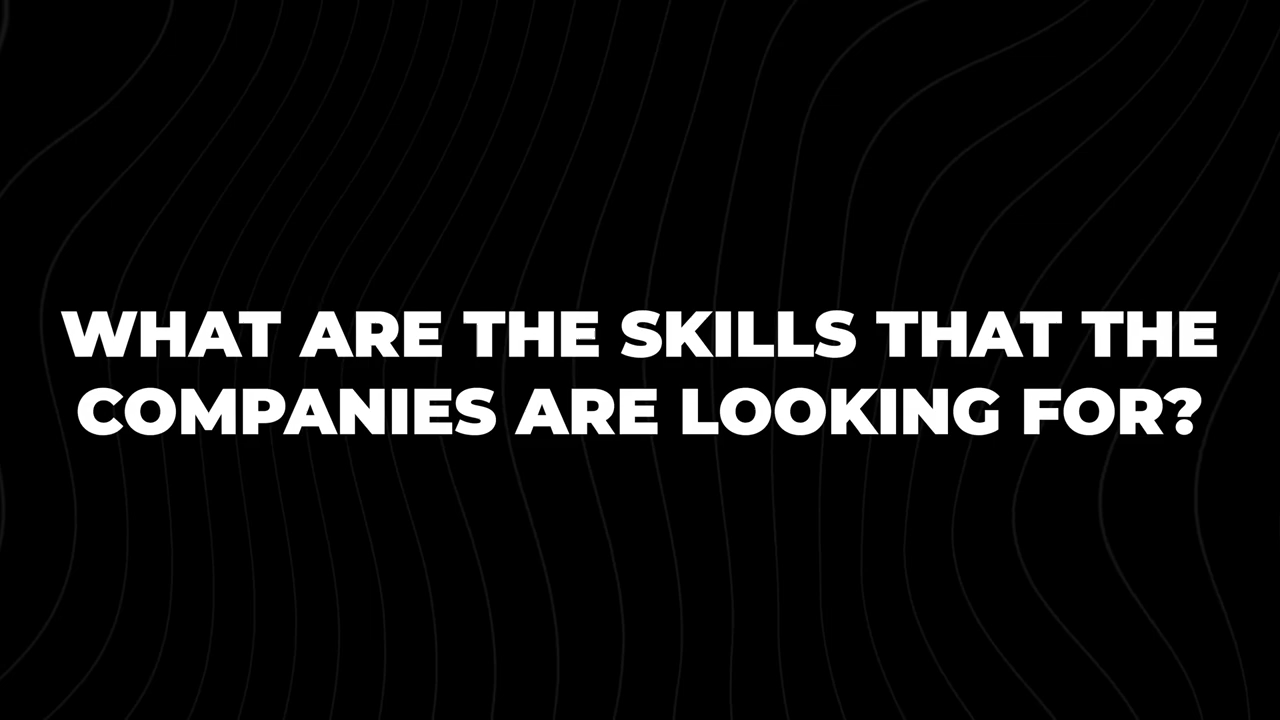 WHAT ARE THE SKILLS THAT THE
COMPANIES ARE LOOKING FOR?